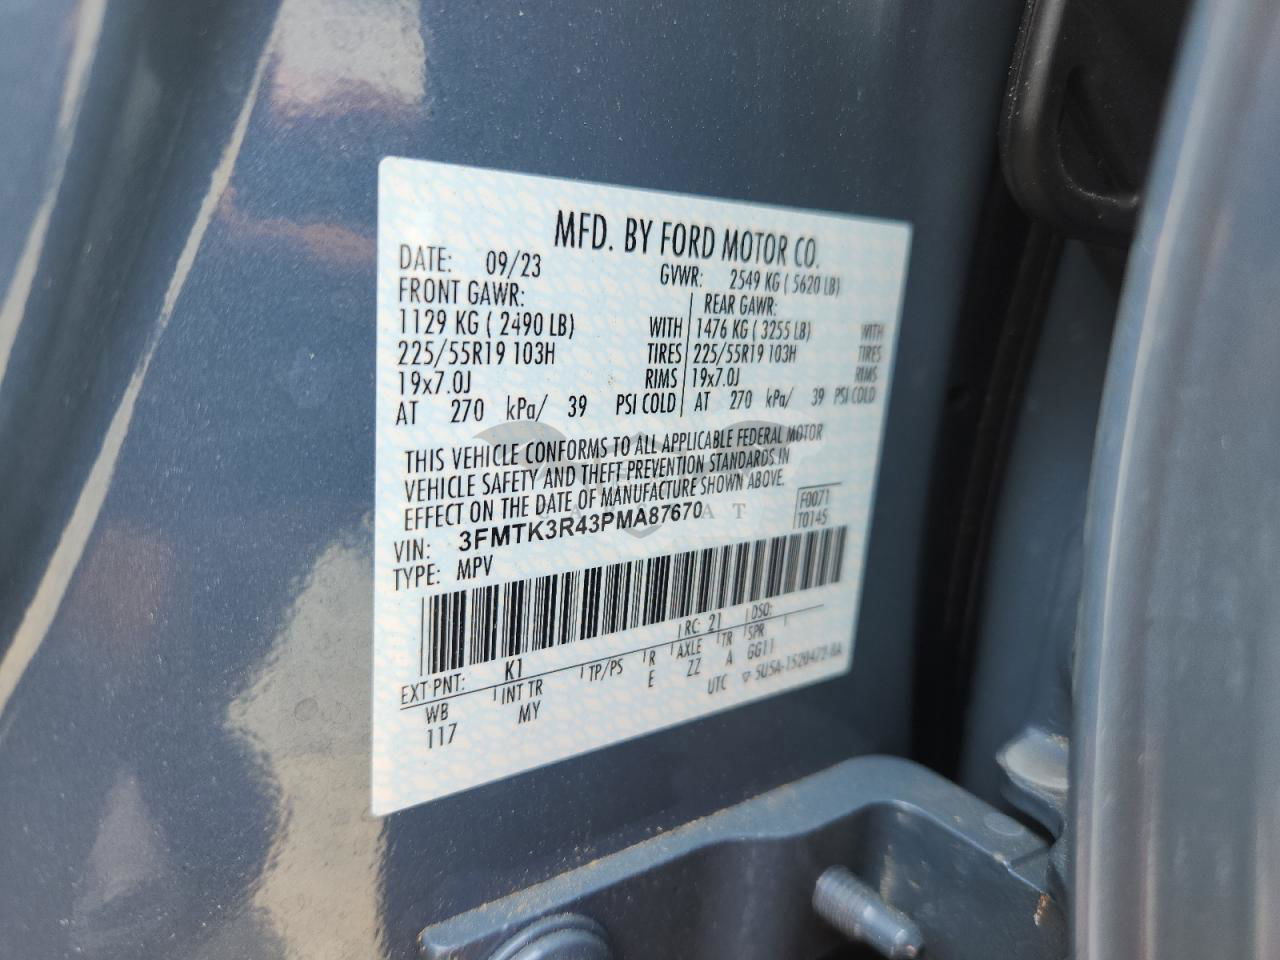 MFD. BY FORD MOTOR CO.
DATE: 09/23 GVWR: 2549 KG ( 5620 LB)
FRONT GAWR: REAR GAWR:
1129 KG ( 2490 LB) WITH 1476 KG ( 3255 LB) WITH
225/55R19 103H TIRES 225/55R19 103H TIRES
19x7.0J RIMS 19x7.0J RIMS
AT 270 kPa/ 39 PSI COLD AT 270 kPa/ 39 PSI COLD
THIS VEHICLE CONFORMS TO ALL APPLICABLE FEDERAL MOTOR
VEHICLE SAFETY AND THEFT PREVENTION STANDARDS IN
EFFECT ON THE DATE OF MANUFACTURE SHOWN ABOVE.
VIN: 3FMTK3R43PMA87670 F0071
TYPE: MPV T0145
EXT PNT: K1 RC: 21 DSO:
WB INT TR TP/PS R AXLE TR SPR
117 MY E ZZ A GG11
UTC ▽ 5U5A-1520472-BA